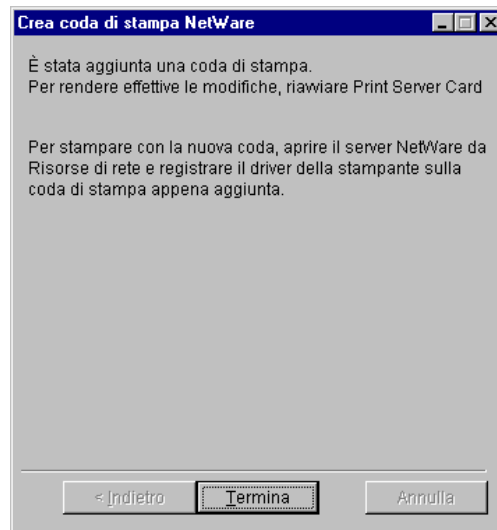 Crea coda di stampa NetWare
È stata aggiunta una coda di stampa.
Per rendere effettive le modifiche, riavviare Print Server Card
Per stampare con la nuova coda, aprire il server NetWare da
Risorse di rete e registrare il driver della stampante sulla
coda di stampa appena aggiunta.
< Indietro
Termina
Annulla